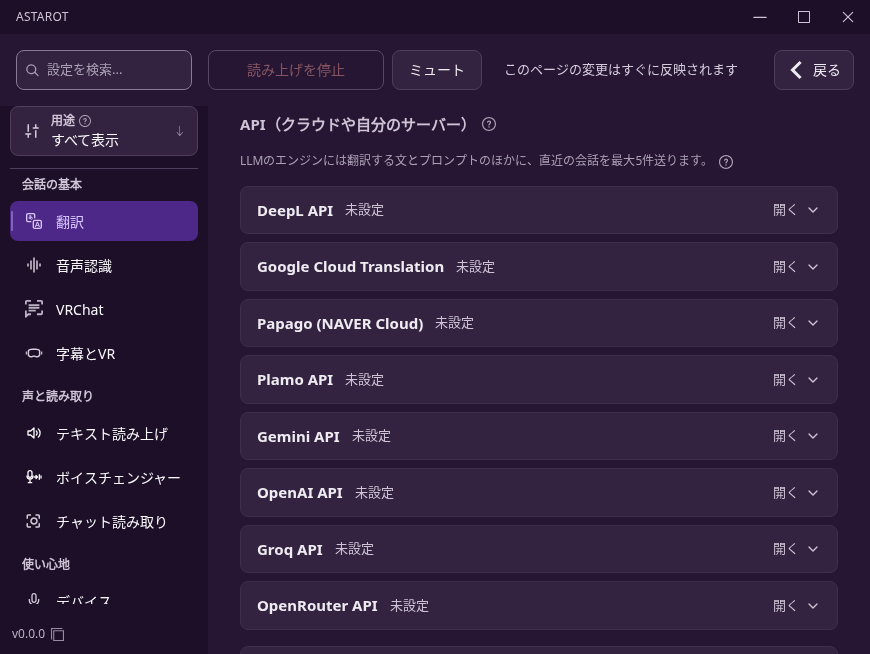 ASTAROT
設定を検索...
読み上げを停止
ミュート
このページの変更はすぐに反映されます
戻る
用途
すべて表示
会話の基本
翻訳
音声認識
VRChat
字幕とVR
声と読み取り
テキスト読み上げ
ボイスチェンジャー
チャット読み取り
使い心地
デバイス
v0.0.0
API（クラウドや自分のサーバー）
LLMのエンジンには翻訳する文とプロンプトのほかに、直近の会話を最大5件送ります。
DeepL API 未設定 開く
Google Cloud Translation 未設定 開く
Papago (NAVER Cloud) 未設定 開く
Plamo API 未設定 開く
Gemini API 未設定 開く
OpenAI API 未設定 開く
Groq API 未設定 開く
OpenRouter API 未設定 開く